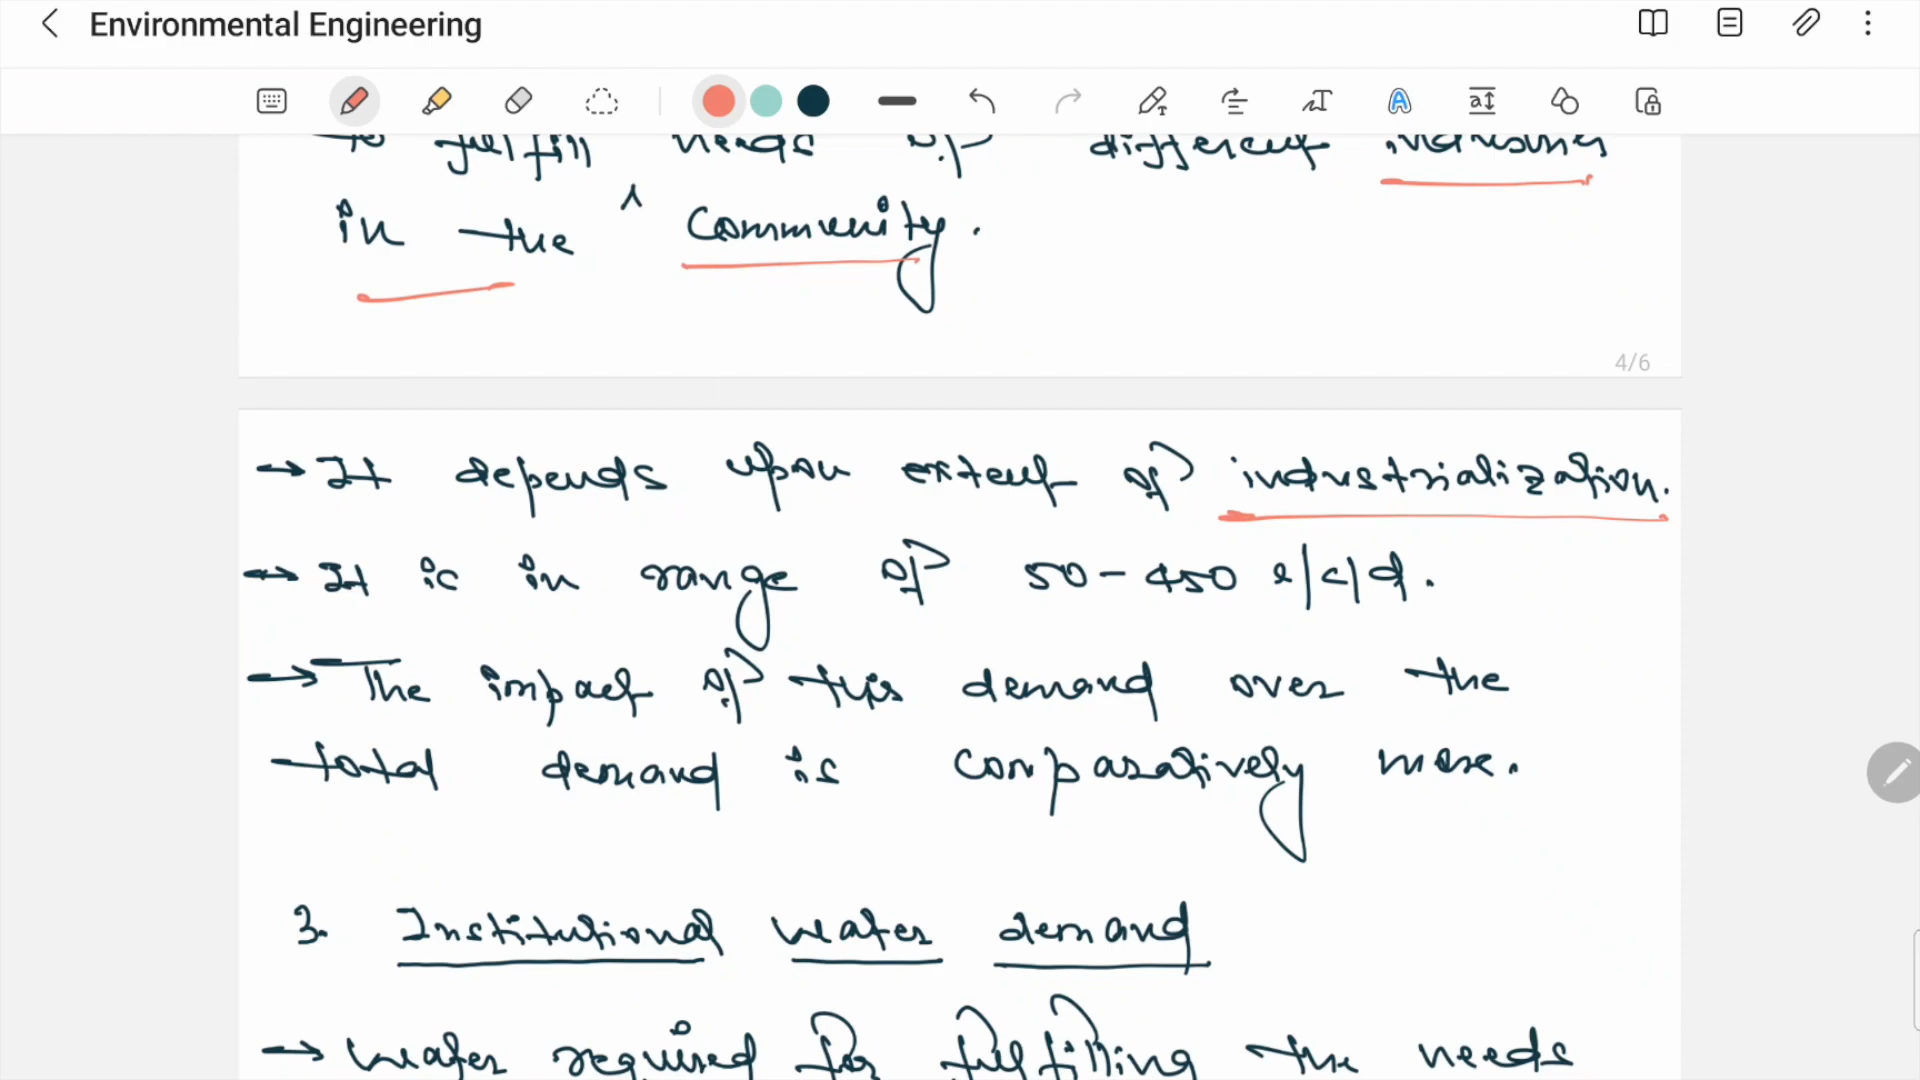 Environmental Engineering
to fulfill needs of different industries
in the ^ Community.
4/6
→ It depends upon extent of industrialization.
→ It is in range of 50-450 l/c/d.
→ The impact of this demand over the
total demand is comparatively more.
3. Institutional water demand
→ water required for fulfilling the needs